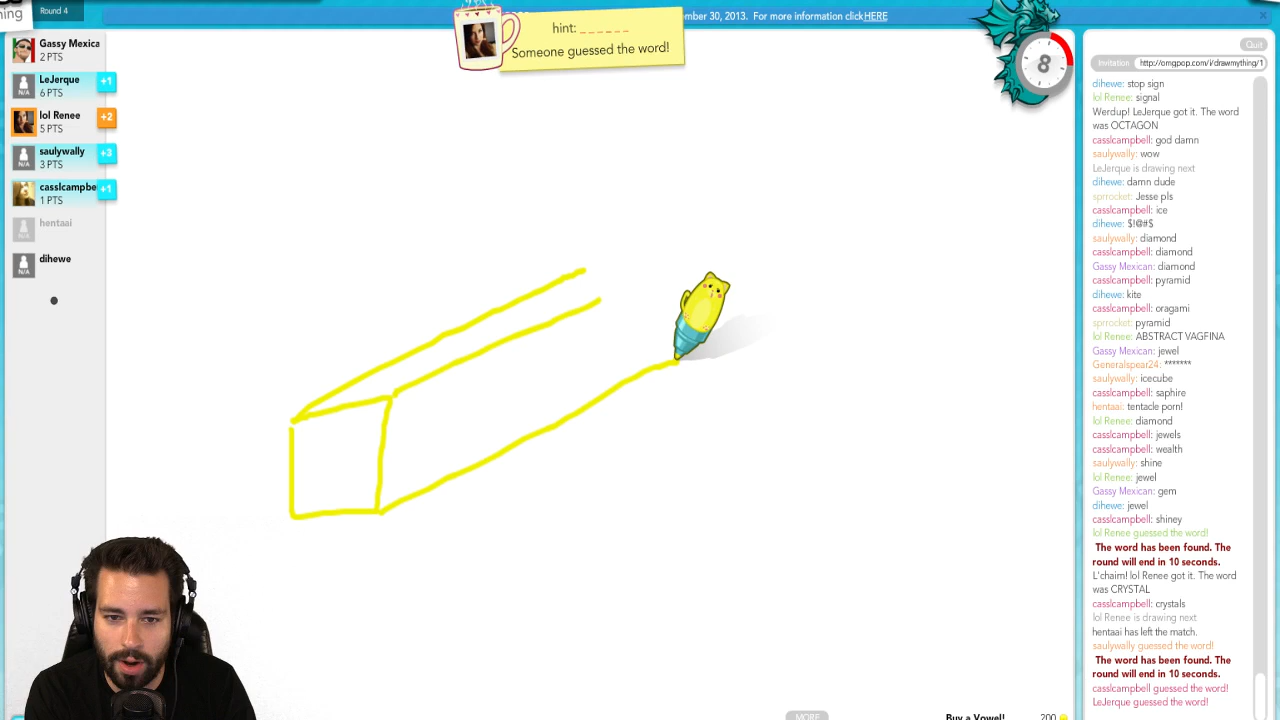 hing
Round 4
ember 30, 2013. For more information click HERE
hint: _ _ _ _ _ _
Someone guessed the word!
8
Gassy Mexica
2 PTS
LeJerque
6 PTS
+1
lol Renee
5 PTS
+2
saulywally
3 PTS
+3
casslcampbe
1 PTS
+1
hentaai
dihewe
N/A
N/A
N/A
N/A
Quit
Invitation http://omgpop.com/i/drawmything/1
dihewe: stop sign
lol Renee: signal
Werdup! LeJerque got it. The word
was OCTAGON
casslcampbell: god damn
saulywally: wow
LeJerque is drawing next
dihewe: damn dude
sprrocket: Jesse pls
casslcampbell: ice
dihewe: $!@#$
saulywally: diamond
casslcampbell: diamond
Gassy Mexican: diamond
casslcampbell: pyramid
dihewe: kite
casslcampbell: oragami
sprrocket: pyramid
lol Renee: ABSTRACT VAGFINA
Gassy Mexican: jewel
Generalspear24: *******
saulywally: icecube
casslcampbell: saphire
hentaai: tentacle porn!
lol Renee: diamond
casslcampbell: jewels
casslcampbell: wealth
saulywally: shine
lol Renee: jewel
Gassy Mexican: gem
dihewe: jewel
casslcampbell: shiney
lol Renee guessed the word!
The word has been found. The
round will end in 10 seconds.
L'chaim! lol Renee got it. The word
was CRYSTAL
casslcampbell: crystals
lol Renee is drawing next
hentaai has left the match.
saulywally guessed the word!
The word has been found. The
round will end in 10 seconds.
casslcampbell guessed the word!
LeJerque guessed the word!
MORE
Buy a Vowel!
200